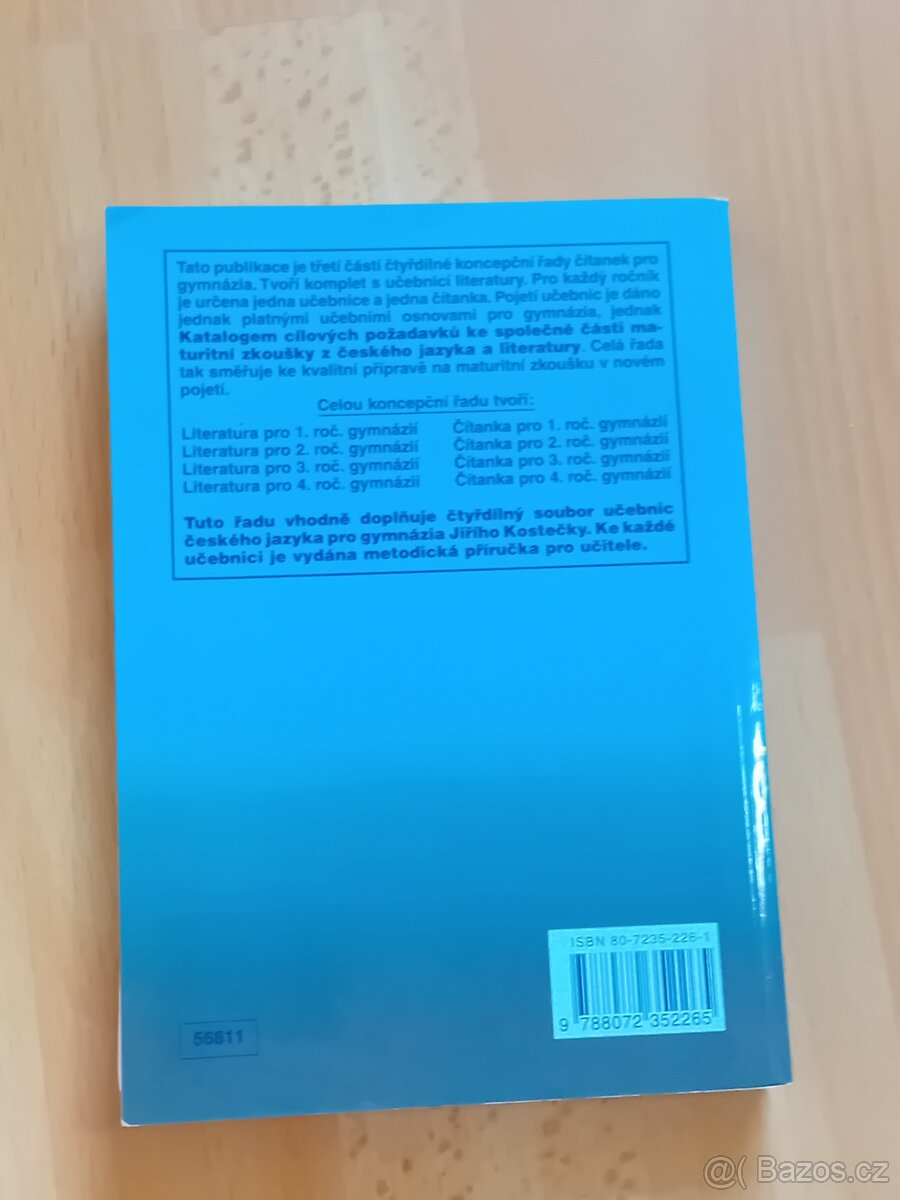 Tato publikace je třetí částí čtyřdílné koncepční řady čítanek pro
gymnázia. Tvoří komplet s učebnicí literatury. Pro každý ročník
je určena jedna učebnice a jedna čítanka. Pojetí učebnic je dáno
jednak platnými učebními osnovami pro gymnázia, jednak
Katalogem cílových požadavků ke společné části ma-
turitní zkoušky z českého jazyka a literatury. Celá řada
tak směřuje ke kvalitní přípravě na maturitní zkoušku v novém
pojetí.
Celou koncepční řadu tvoří:
Literatura pro 1. roč. gymnázií Čítanka pro 1. roč. gymnázií
Literatura pro 2. roč. gymnázií Čítanka pro 2. roč. gymnázií
Literatura pro 3. roč. gymnázií Čítanka pro 3. roč. gymnázií
Literatura pro 4. roč. gymnázií Čítanka pro 4. roč. gymnázií
Tuto řadu vhodně doplňuje čtyřdílný soubor učebnic
českého jazyka pro gymnázia Jiřího Kostečky. Ke každé
učebnici je vydána metodická příručka pro učitele.
ISBN 80-7235-226-1
9 788072 352265
56811
@( Bazos.cz